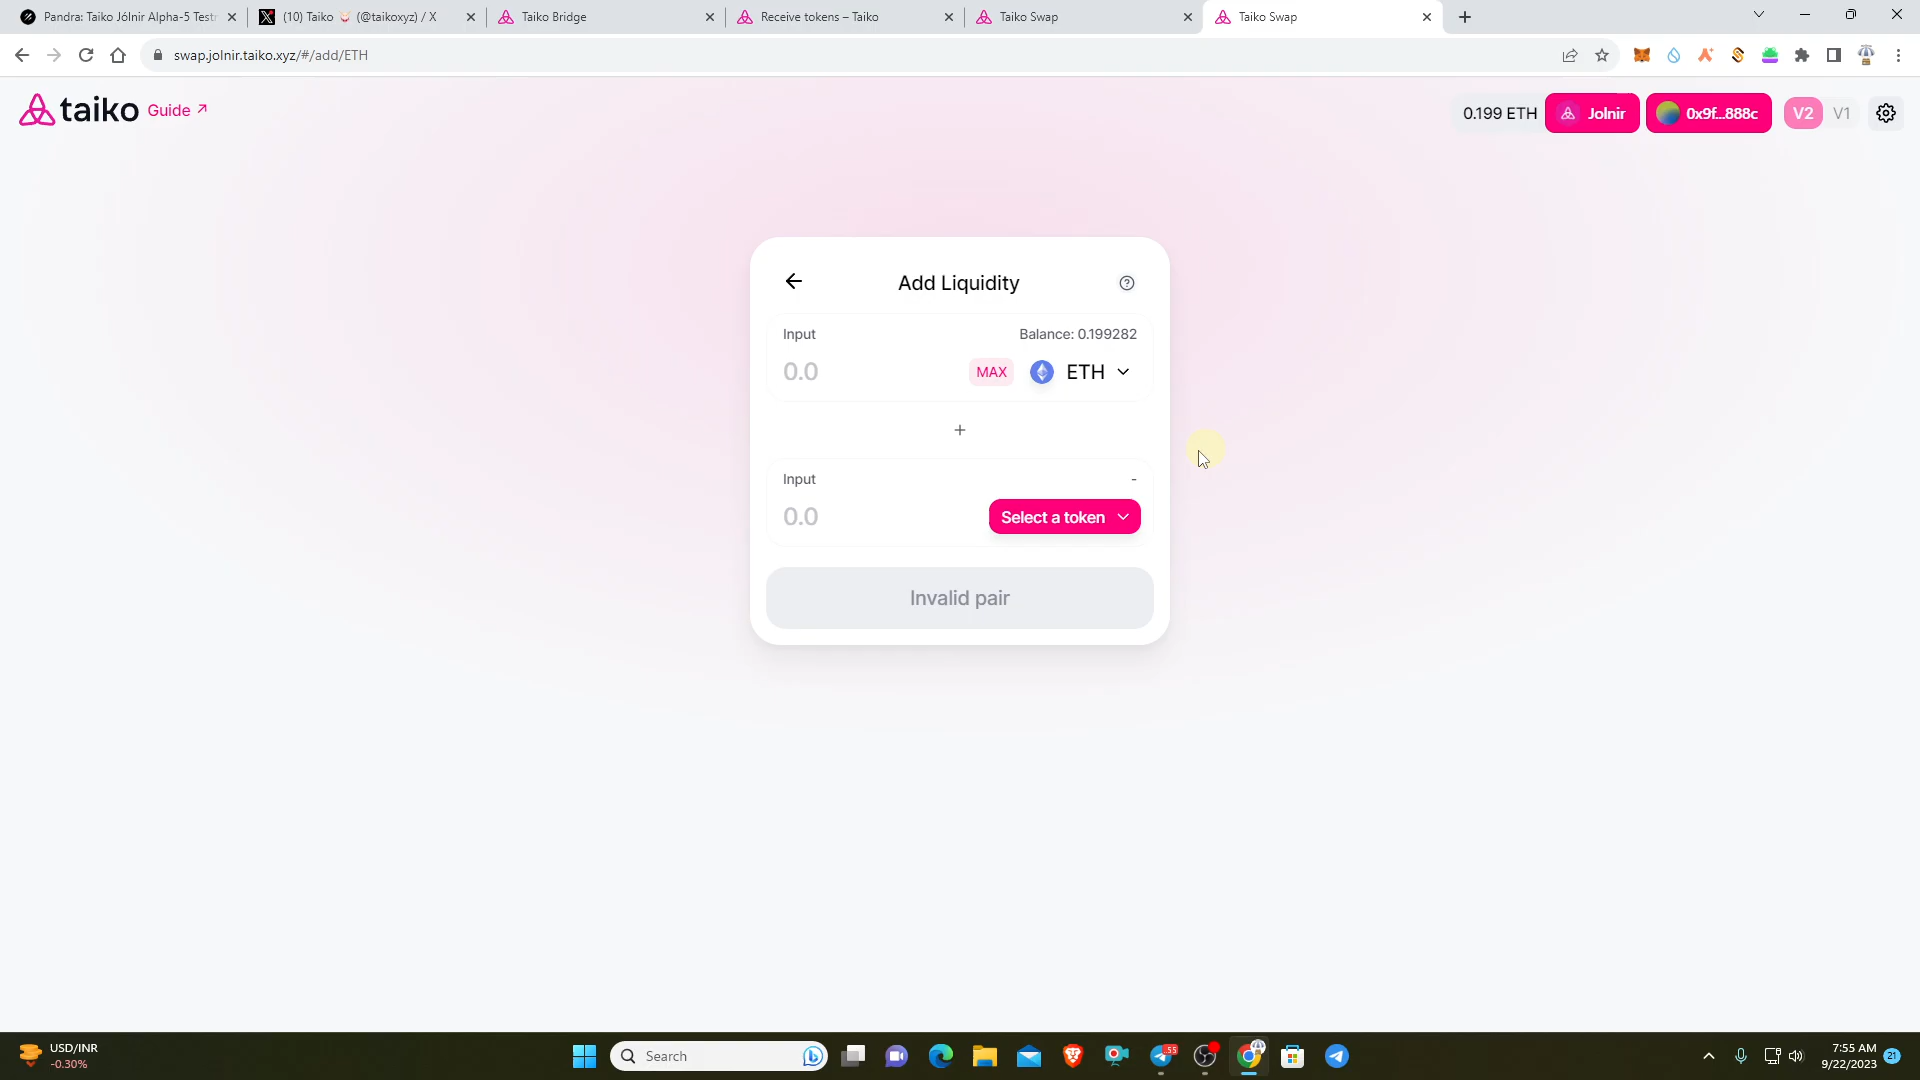 Pandra: Taiko Jólnir Alpha-5 Testn
(10) Taiko 🥁 (@taikoxyz) / X
Taiko Bridge
Receive tokens – Taiko
Taiko Swap
Taiko Swap
swap.jolnir.taiko.xyz/#/add/ETH
taiko
Guide ↗
0.199 ETH
Jolnir
0x9f...888c
V2
V1
Add Liquidity
Input
Balance: 0.199282
0.0
MAX
ETH
+
Input
-
0.0
Select a token
Invalid pair
USD/INR
-0.30%
Search
55
7:55 AM
9/22/2023
21